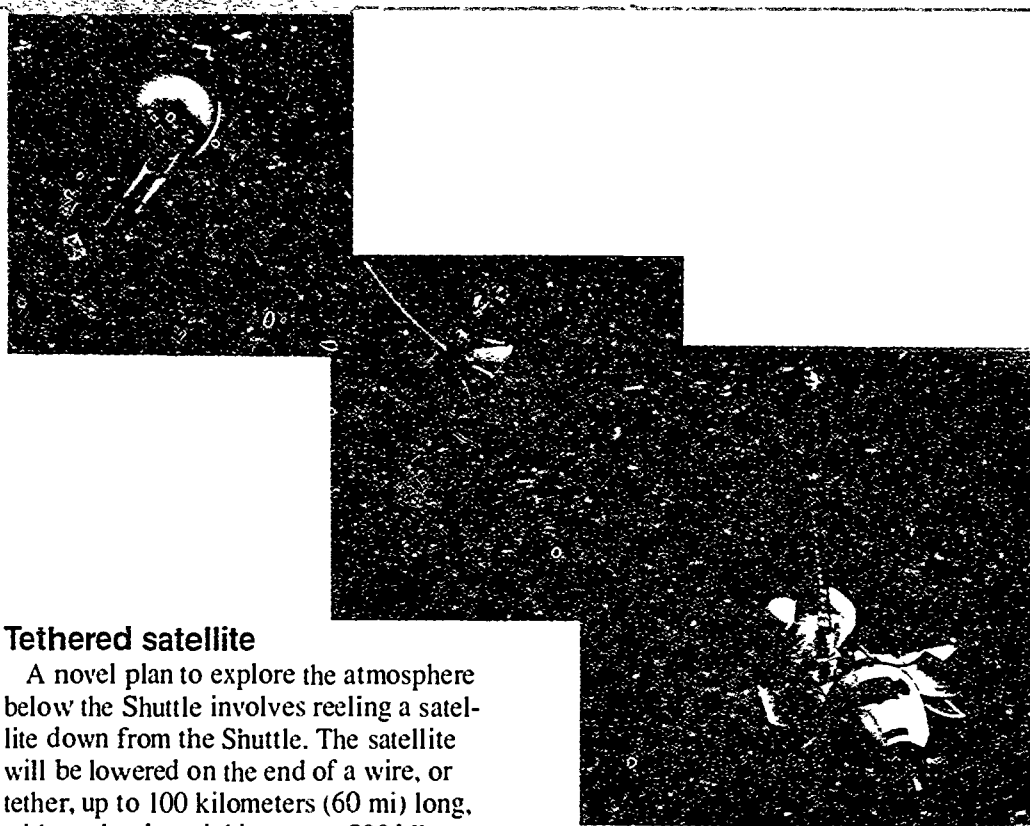 Tethered satellite
A novel plan to explore the atmosphere
below the Shuttle involves reeling a satel-
lite down from the Shuttle. The satellite
will be lowered on the end of a wire, or
tether, up to 100 kilometers (60 mi) long,